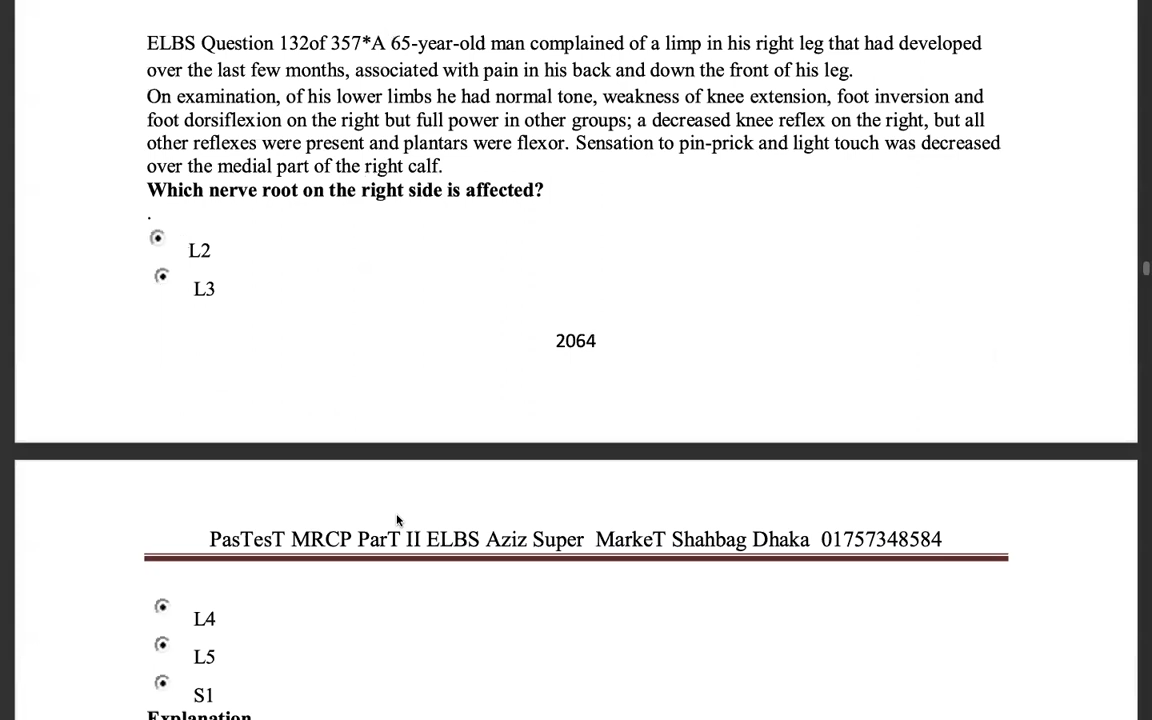 ELBS Question 132of 357*A 65-year-old man complained of a limp in his right leg that had developed
over the last few months, associated with pain in his back and down the front of his leg.
On examination, of his lower limbs he had normal tone, weakness of knee extension, foot inversion and
foot dorsiflexion on the right but full power in other groups; a decreased knee reflex on the right, but all
other reflexes were present and plantars were flexor. Sensation to pin-prick and light touch was decreased
over the medial part of the right calf.
Which nerve root on the right side is affected?
.
L2
L3
2064
PasTesT MRCP ParT II ELBS Aziz Super MarkeT Shahbag Dhaka 01757348584
L4
L5
S1
Explanation